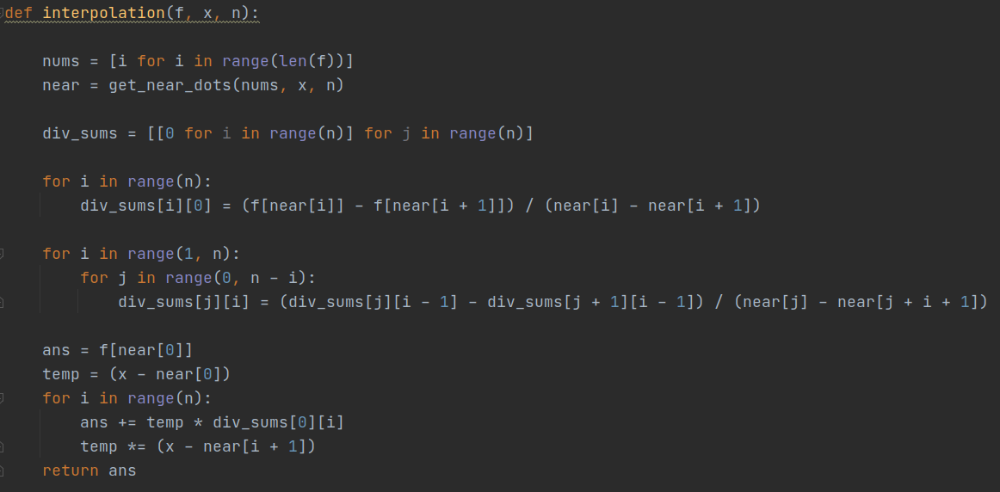 def interpolation(f, x, n):
nums = [i for i in range(len(f))]
near = get_near_dots(nums, x, n)
div_sums = [[0 for i in range(n)] for j in range(n)]
for i in range(n):
div_sums[i][0] = (f[near[i]] - f[near[i + 1]]) / (near[i] - near[i + 1])
for i in range(1, n):
for j in range(0, n - i):
div_sums[j][i] = (div_sums[j][i - 1] - div_sums[j + 1][i - 1]) / (near[j] - near[j + i + 1])
ans = f[near[0]]
temp = (x - near[0])
for i in range(n):
ans += temp * div_sums[0][i]
temp *= (x - near[i + 1])
return ans